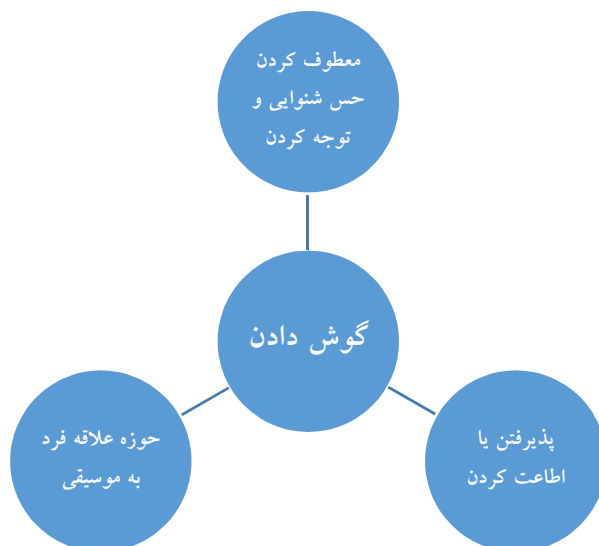 معطوف کردن
حس شنوایی و
توجه کردن
گوش دادن
پذیرفتن یا
اطاعت کردن
حوزه علاقه فرد
به موسیقی